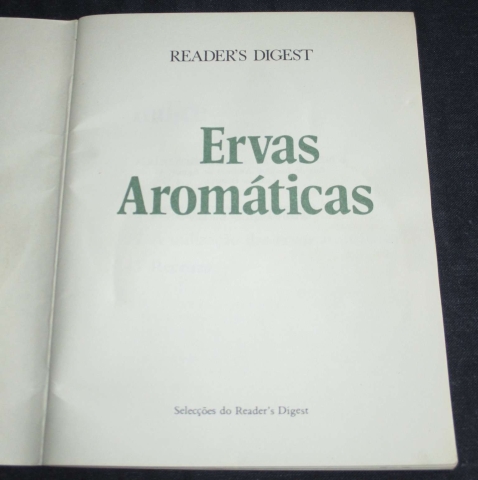 READER'S DIGEST
Ervas
Aromáticas
Selecções do Reader's Digest